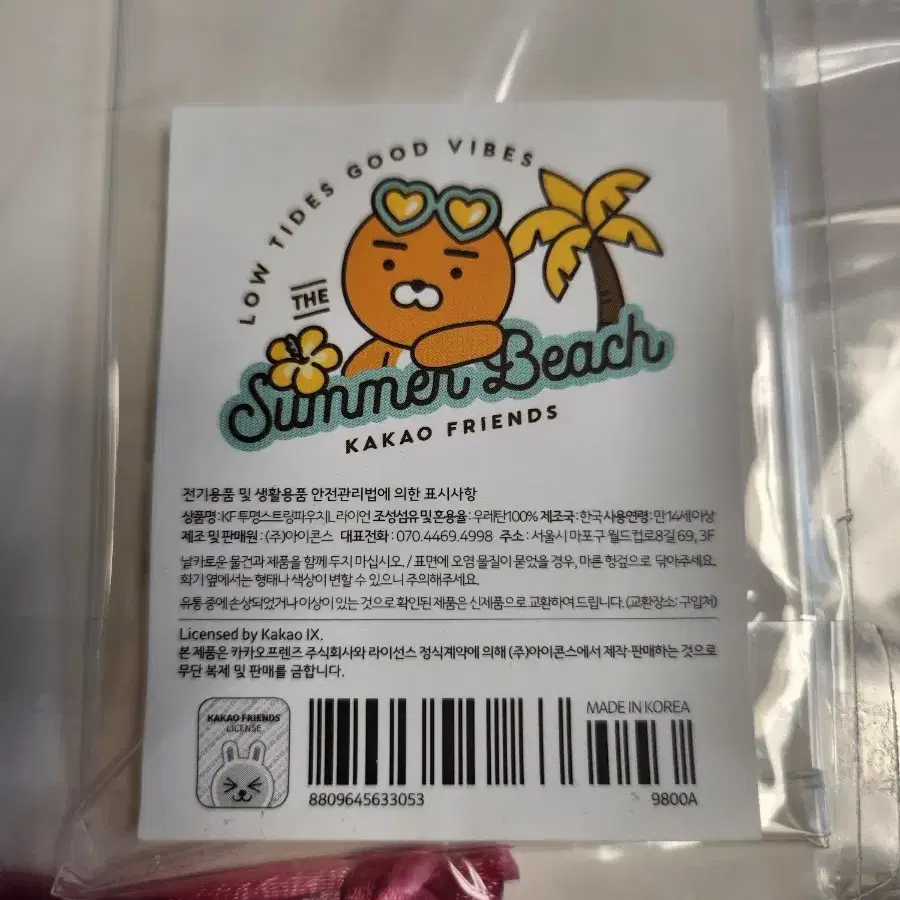 LOW TIDES GOOD VIBES
THE
Summer Beach
KAKAO FRIENDS
전기용품 및 생활용품 안전관리법에 의한 표시사항
상품명 : KF 투명스트링파우치L 라이언 조성섬유 및 혼용율 : 우레탄100% 제조국 : 한국 사용연령 : 만14세이상
제조 및 판매원 : (주)아이콘스 대표전화 : 070.4469.4998 주소 : 서울시 마포구 월드컵로8길 69, 3F
날카로운 물건과 제품을 함께 두지 마십시오. / 표면에 오염 물질이 묻었을 경우, 마른 헝겊으로 닦아주세요.
화기 옆에서는 형태나 색상이 변할 수 있으니 주의해주세요.
유통 중에 손상되었거나 이상이 있는 것으로 확인된 제품은 신제품으로 교환하여 드립니다. (교환장소 : 구입처)
Licensed by Kakao IX.
본 제품은 카카오프렌즈 주식회사와 라이선스 정식계약에 의해 (주)아이콘스에서 제작·판매하는 것으로
무단 복제 및 판매를 금합니다.
KAKAO FRIENDS
LICENSE
MADE IN KOREA
8809645633053
9800A